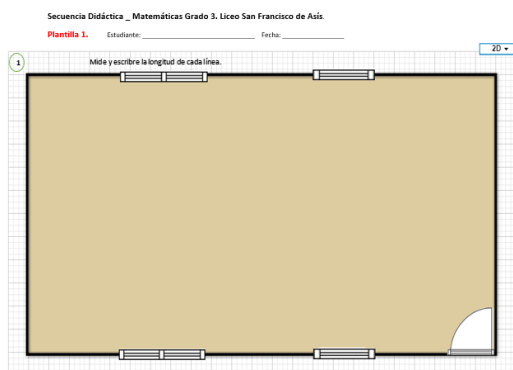 Secuencia Didáctica _ Matemáticas Grado 3. Liceo San Francisco de Asís.
Plantilla 1. Estudiante: ______________________________ Fecha: ________________
2D
1 Mide y escribe la longitud de cada línea.